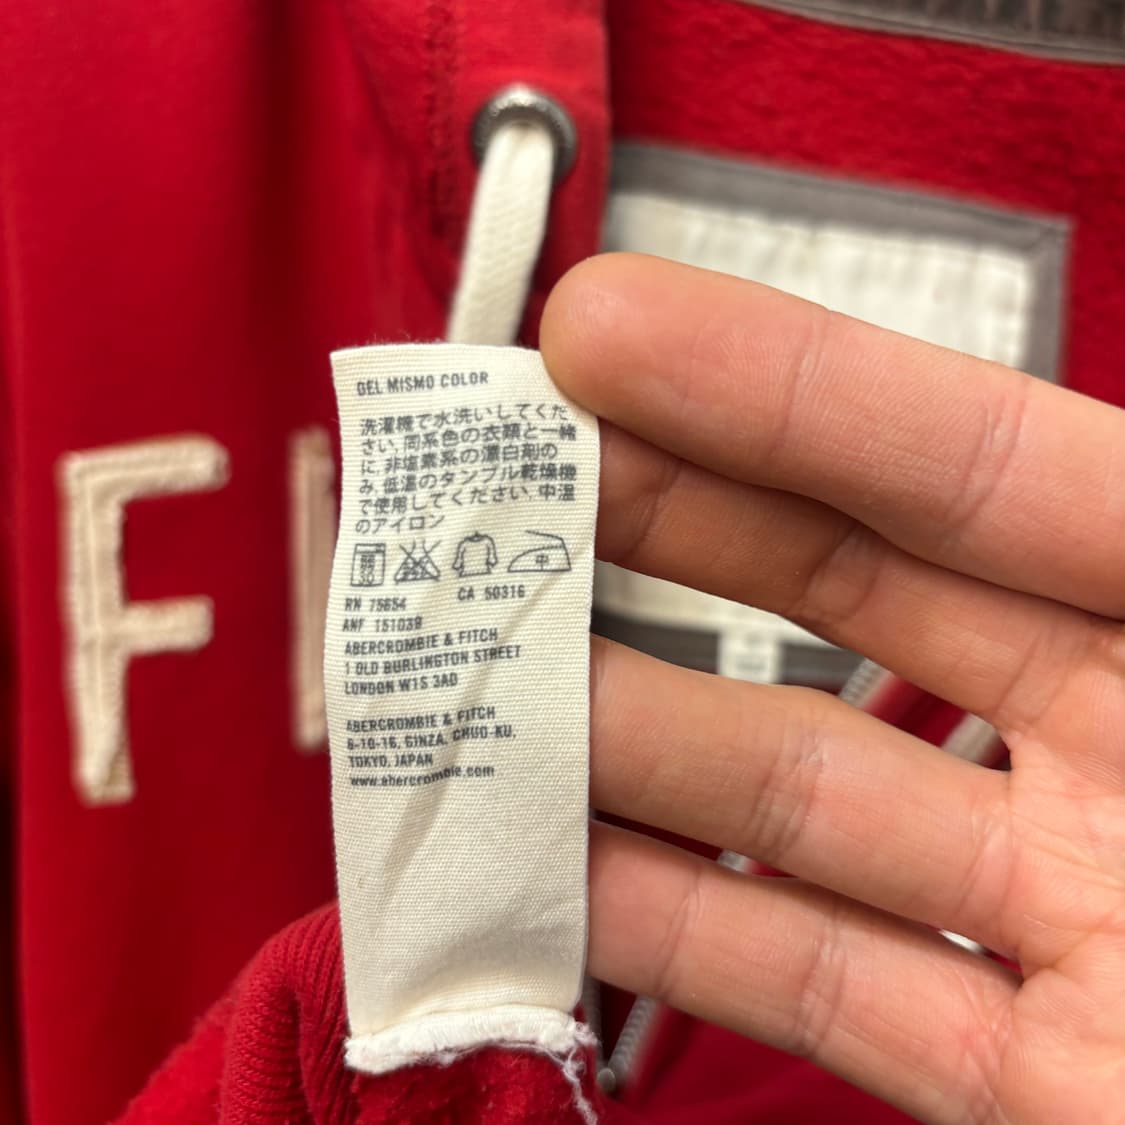 DEL MISMO COLOR
洗濯機で水洗いしてくだ
さい, 同系色の衣類と一緒
に, 非塩素系の漂白剤の
み, 低温のタンブル乾燥機
で使用してください, 中温
のアイロン
中
RN 75654
CA 50316
ANF 151039
ABERCROMBIE & FITCH
1 OLD BURLINGTON STREET
LONDON W1S 3AD
ABERCROMBIE & FITCH
6-10-16, GINZA, CHUO-KU,
TOKYO, JAPAN
www.abercrombie.com
F